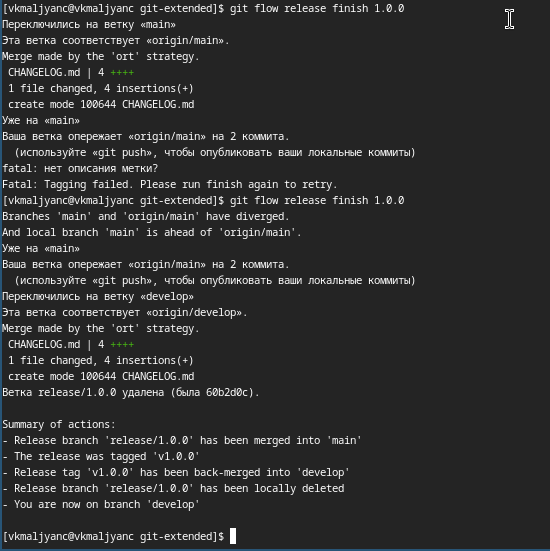 [vkmaljyanc@vkmaljyanc git-extended]$ git flow release finish 1.0.0
Переключились на ветку «main»
Эта ветка соответствует «origin/main».
Merge made by the 'ort' strategy.
 CHANGELOG.md | 4 ++++
 1 file changed, 4 insertions(+)
 create mode 100644 CHANGELOG.md
Уже на «main»
Ваша ветка опережает «origin/main» на 2 коммита.
  (используйте «git push», чтобы опубликовать ваши локальные коммиты)
fatal: нет описания метки?
Fatal: Tagging failed. Please run finish again to retry.
[vkmaljyanc@vkmaljyanc git-extended]$ git flow release finish 1.0.0
Branches 'main' and 'origin/main' have diverged.
And local branch 'main' is ahead of 'origin/main'.
Уже на «main»
Ваша ветка опережает «origin/main» на 2 коммита.
  (используйте «git push», чтобы опубликовать ваши локальные коммиты)
Переключились на ветку «develop»
Эта ветка соответствует «origin/develop».
Merge made by the 'ort' strategy.
 CHANGELOG.md | 4 ++++
 1 file changed, 4 insertions(+)
 create mode 100644 CHANGELOG.md
Ветка release/1.0.0 удалена (была 60b2d0c).

Summary of actions:
- Release branch 'release/1.0.0' has been merged into 'main'
- The release was tagged 'v1.0.0'
- Release tag 'v1.0.0' has been back-merged into 'develop'
- Release branch 'release/1.0.0' has been locally deleted
- You are now on branch 'develop'

[vkmaljyanc@vkmaljyanc git-extended]$